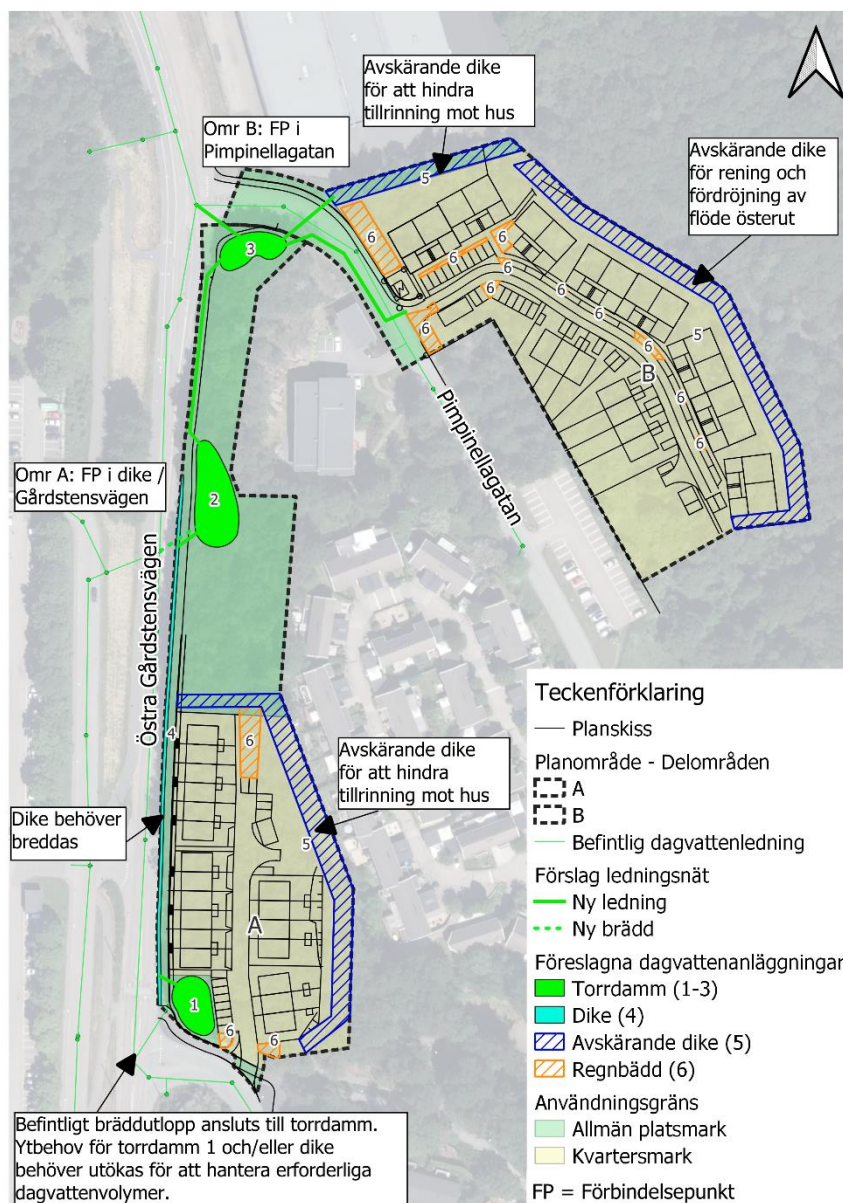 Avskärande dike
för att hindra
tillrinning mot hus
Omr B: FP i
Pimpinellagatan
Avskärande dike
för rening och
fördröjning av
flöde österut
5
6
3
6
6
6
6
6
6
5
6
6
B
6
6
Pimpinellagatan
Omr A: FP i dike /
Gårdstensvägen
2
Östra Gårdstensvägen
4
6
Avskärande dike
för att hindra
tillrinning mot hus
5
Dike behöver
breddas
A
1
6
6
Befintligt bräddutlopp ansluts till torrdamm.
Ytbehov för torrdamm 1 och/eller dike
behöver utökas för att hantera erforderliga
dagvattenvolymer.
Teckenförklaring
Planskiss
Planområde - Delområden
A
B
Befintlig dagvattenledning
Förslag ledningsnät
Ny ledning
Ny brädd
Föreslagna dagvattenanläggningar
Torrdamm (1-3)
Dike (4)
Avskärande dike (5)
Regnbädd (6)
Användningsgräns
Allmän platsmark
Kvartersmark
FP = Förbindelsepunkt